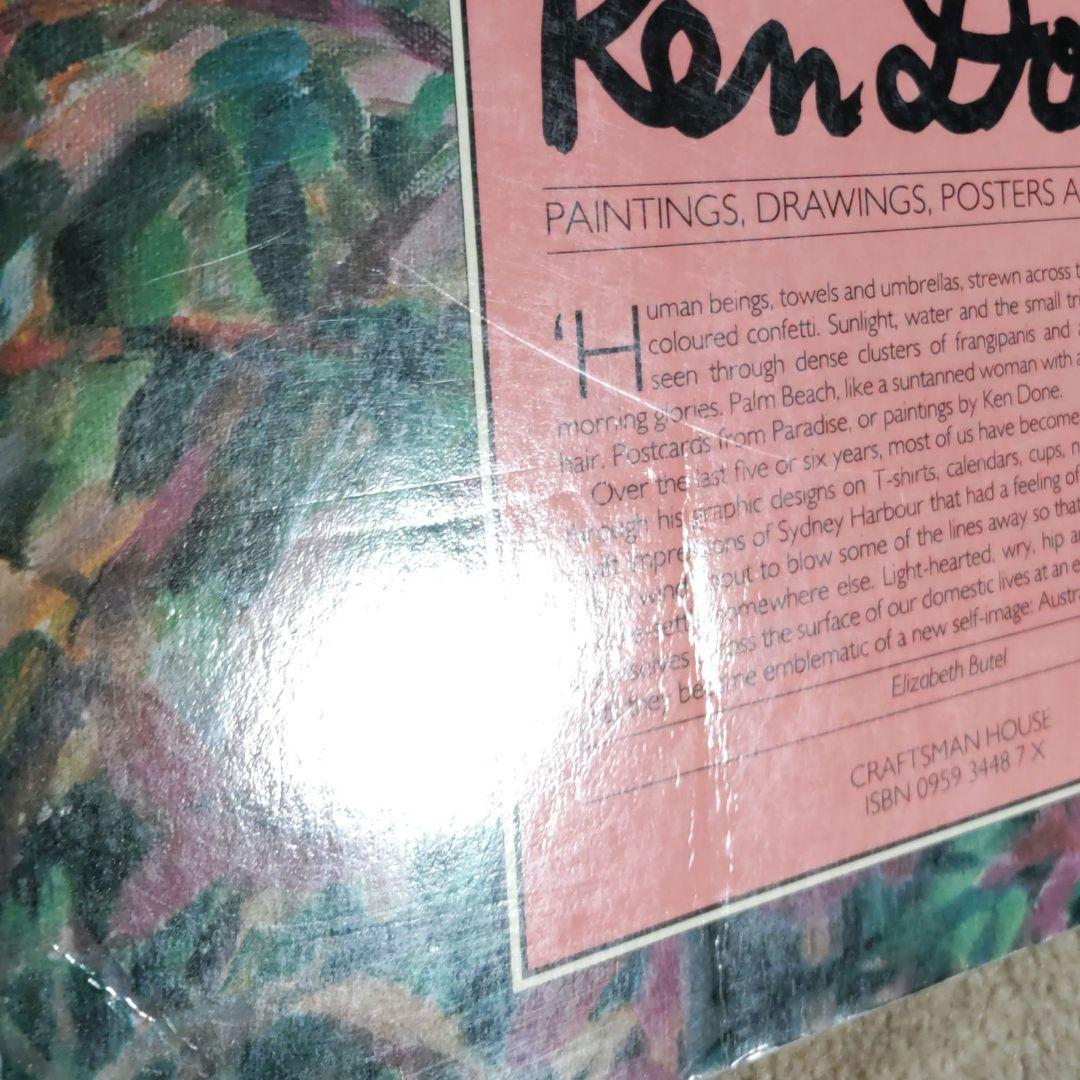 Ken Do
PAINTINGS, DRAWINGS, POSTERS A
'Human beings, towels and umbrellas, strewn across t
coloured confetti. Sunlight, water and the small tri
seen through dense clusters of frangipanis and
morning glories. Palm Beach, like a suntanned woman with a
hair. Postcards from Paradise, or paintings by Ken Done.
Over the last five or six years, most of us have become
through his graphic designs on T-shirts, calendars, cups, n
impressions of Sydney Harbour that had a feeling of
wind about to blow some of the lines away so that
somewhere else. Light-hearted, wry, hip a
across the surface of our domestic lives at an e
they become emblematic of a new self-image: Austra
Elizabeth Butel
CRAFTSMAN HOUSE
ISBN 0959 3448 7 X